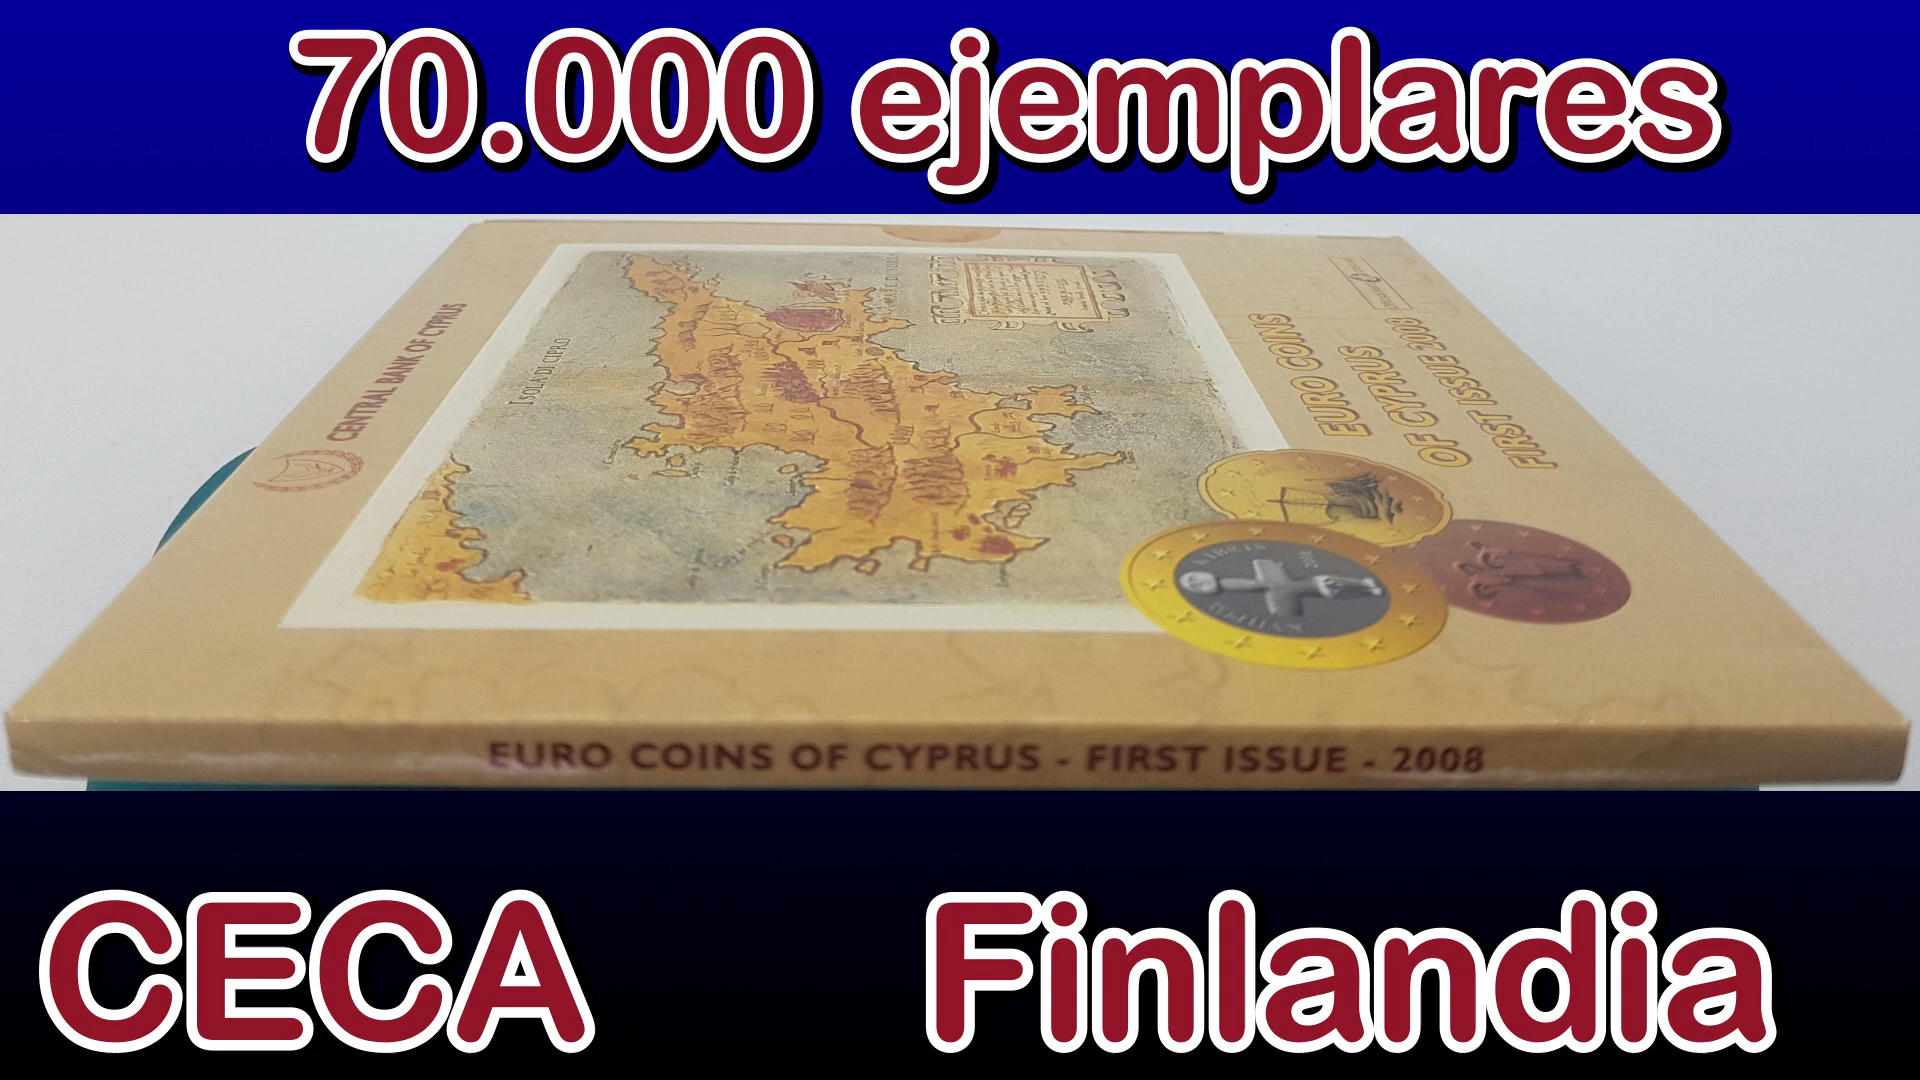 70.000 ejemplares
CENTRAL BANK OF CYPRUS
ISOLA DI CIPRO
EURO COINS
OF CYPRUS
FIRST ISSUE 2008
EURO COINS OF CYPRUS - FIRST ISSUE - 2008
CECA
Finlandia